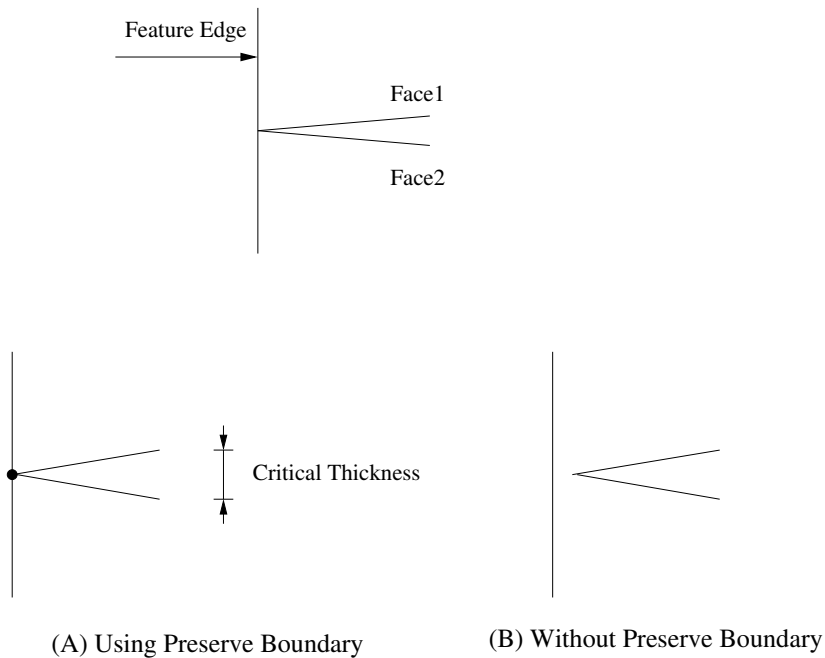 Feature Edge
Face1
Face2
Critical Thickness
(A) Using Preserve Boundary
(B) Without Preserve Boundary